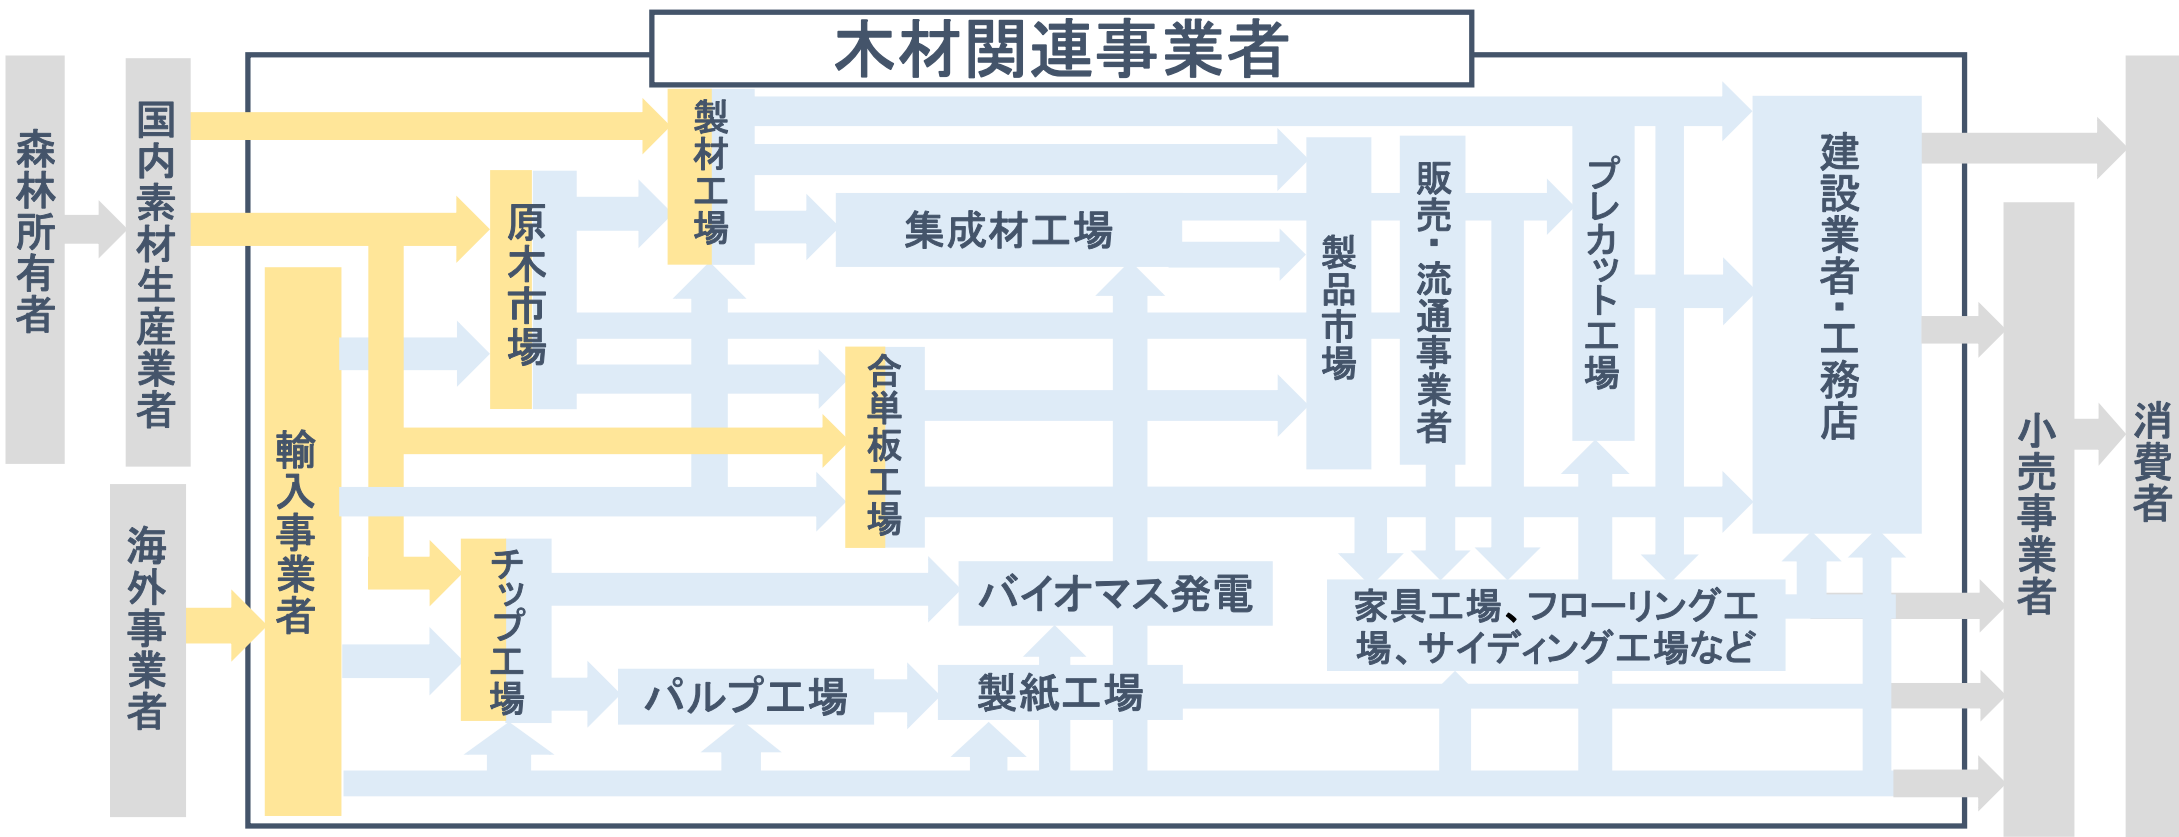 木材関連事業者
森林所有者
国内素材生産業者
海外事業者
輸入事業者
原木市場
製材工場
集成材工場
合単板工場
チップ工場
パルプ工場
製紙工場
バイオマス発電
製品市場
販売・流通事業者
プレカット工場
家具工場、フローリング工
場、サイディング工場など
建設業者・工務店
小売事業者
消費者